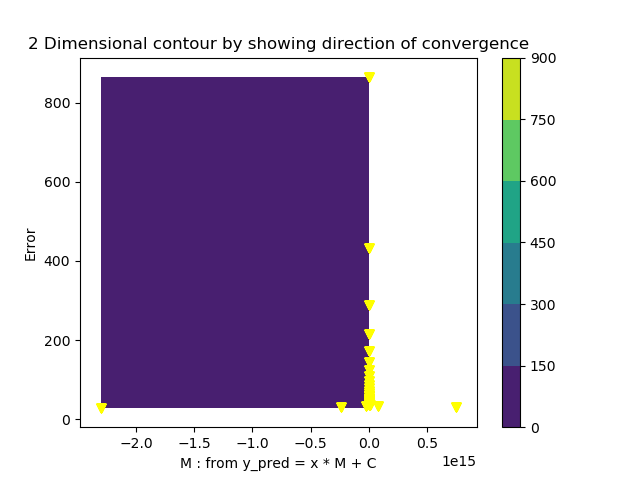 2 Dimensional contour by showing direction of convergence
900
800
750
600
600
450
400
300
200
150
0
0
Error
−2.0 −1.5 −1.0 −0.5 0.0 0.5
1e15
M : from y_pred = x * M + C